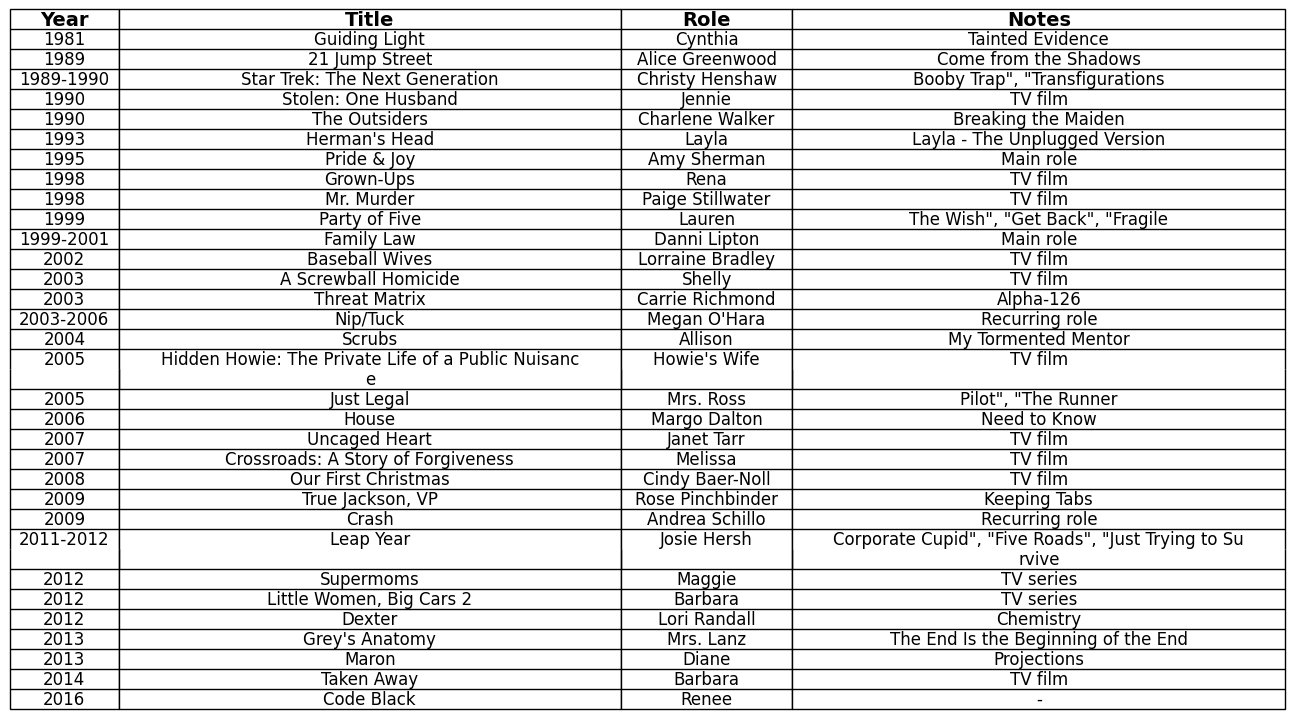 Year Title Role Notes
1981 Guiding Light Cynthia Tainted Evidence
1989 21 Jump Street Alice Greenwood Come from the Shadows
1989-1990 Star Trek: The Next Generation Christy Henshaw Booby Trap", "Transfigurations
1990 Stolen: One Husband Jennie TV film
1990 The Outsiders Charlene Walker Breaking the Maiden
1993 Herman's Head Layla Layla - The Unplugged Version
1995 Pride & Joy Amy Sherman Main role
1998 Grown-Ups Rena TV film
1998 Mr. Murder Paige Stillwater TV film
1999 Party of Five Lauren The Wish", "Get Back", "Fragile
1999-2001 Family Law Danni Lipton Main role
2002 Baseball Wives Lorraine Bradley TV film
2003 A Screwball Homicide Shelly TV film
2003 Threat Matrix Carrie Richmond Alpha-126
2003-2006 Nip/Tuck Megan O'Hara Recurring role
2004 Scrubs Allison My Tormented Mentor
2005 Hidden Howie: The Private Life of a Public Nuisanc Howie's Wife TV film
e
2005 Just Legal Mrs. Ross Pilot", "The Runner
2006 House Margo Dalton Need to Know
2007 Uncaged Heart Janet Tarr TV film
2007 Crossroads: A Story of Forgiveness Melissa TV film
2008 Our First Christmas Cindy Baer-Noll TV film
2009 True Jackson, VP Rose Pinchbinder Keeping Tabs
2009 Crash Andrea Schillo Recurring role
2011-2012 Leap Year Josie Hersh Corporate Cupid", "Five Roads", "Just Trying to Su
rvive
2012 Supermoms Maggie TV series
2012 Little Women, Big Cars 2 Barbara TV series
2012 Dexter Lori Randall Chemistry
2013 Grey's Anatomy Mrs. Lanz The End Is the Beginning of the End
2013 Maron Diane Projections
2014 Taken Away Barbara TV film
2016 Code Black Renee -